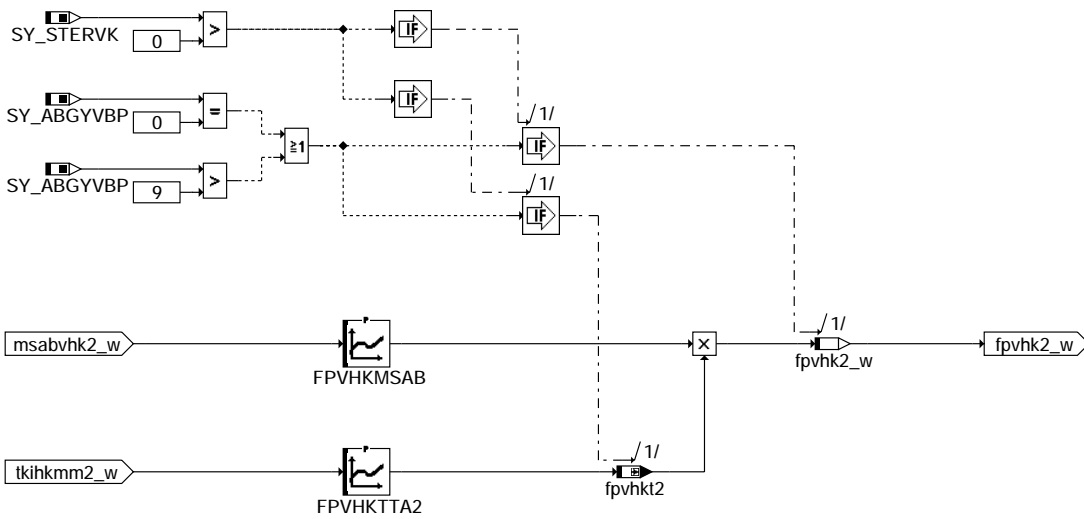 SY_STERVK
0
>
IF
IF
SY_ABGYVBP
0
=
≥1
/1/
IF
SY_ABGYVBP
9
>
/1/
IF
msabvhk2_w
P
FPVHKMSAB
×
/1/
fpvhk2_w
fpvhk2_w
tkihkmm2_w
P
FPVHKTTA2
/1/
fpvhkt2